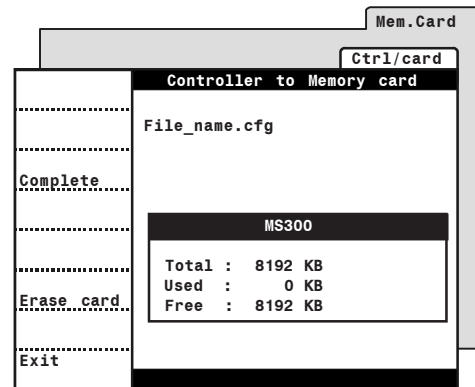 Mem.Card
Ctrl/card
Controller to Memory card
File_name.cfg
Complete
MS300
Total : 8192 KB
Used : 0 KB
Free : 8192 KB
Erase card
Exit